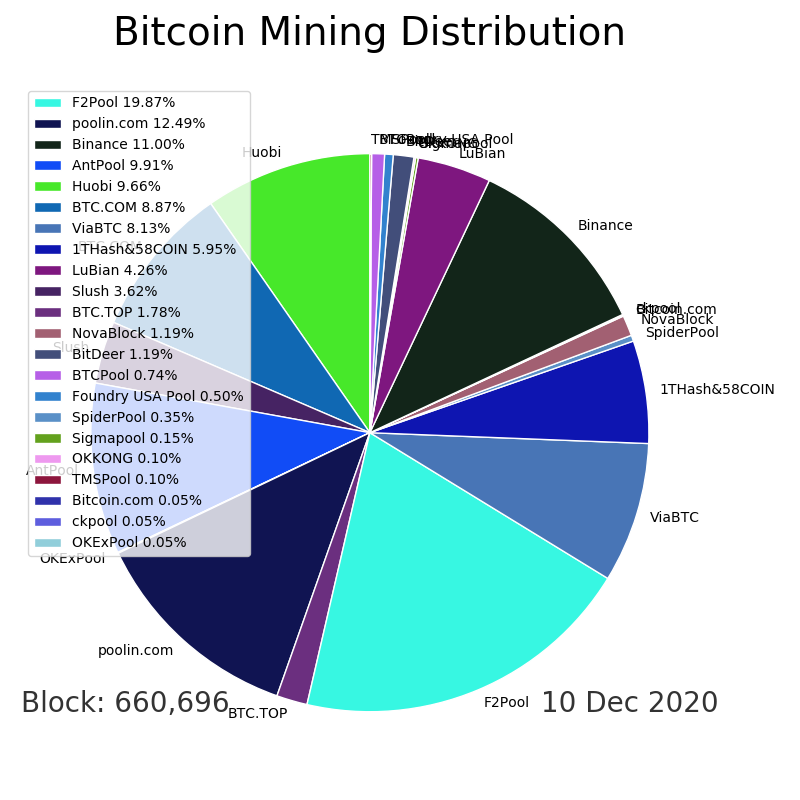 Bitcoin Mining Distribution
F2Pool 19.87%
poolin.com 12.49%
Binance 11.00%
AntPool 9.91%
Huobi 9.66%
BTC.COM 8.87%
ViaBTC 8.13%
1THash&58COIN 5.95%
LuBian 4.26%
Slush 3.62%
BTC.TOP 1.78%
NovaBlock 1.19%
BitDeer 1.19%
BTCPool 0.74%
Foundry USA Pool 0.50%
SpiderPool 0.35%
Sigmapool 0.15%
OKKONG 0.10%
TMSPool 0.10%
Bitcoin.com 0.05%
ckpool 0.05%
OKExPool 0.05%
Huobi
LuBian
Binance
Bitcoin.com
NovaBlock
SpiderPool
1THash&58COIN
ViaBTC
F2Pool
BTC.TOP
poolin.com
OKExPool
AntPool
Slush
BTC.COM
Block: 660,696
10 Dec 2020